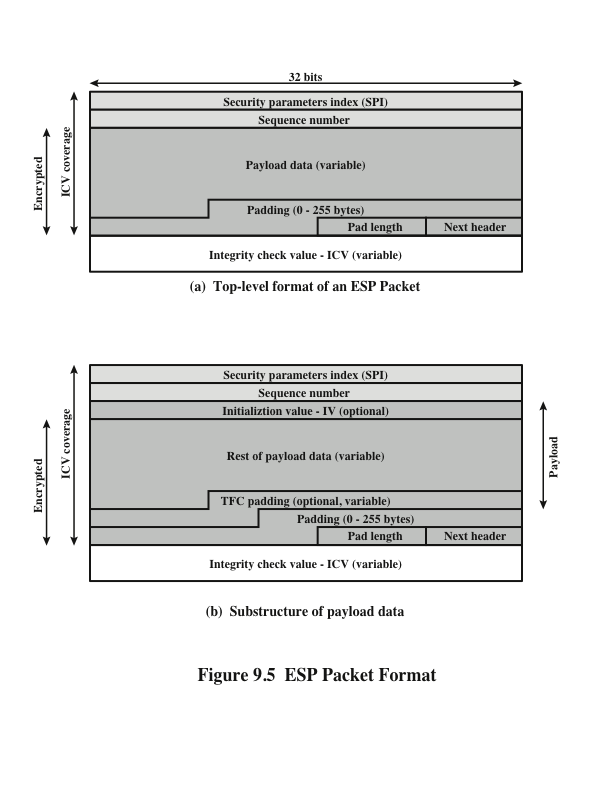 32 bits
Security parameters index (SPI)
Sequence number
Encrypted
ICV coverage
Payload data (variable)
Padding (0 - 255 bytes)
Pad length
Next header
Integrity check value - ICV (variable)
(a) Top-level format of an ESP Packet
Security parameters index (SPI)
Sequence number
Initializtion value - IV (optional)
Encrypted
ICV coverage
Rest of payload data (variable)
Payload
TFC padding (optional, variable)
Padding (0 - 255 bytes)
Pad length
Next header
Integrity check value - ICV (variable)
(b) Substructure of payload data
Figure 9.5 ESP Packet Format